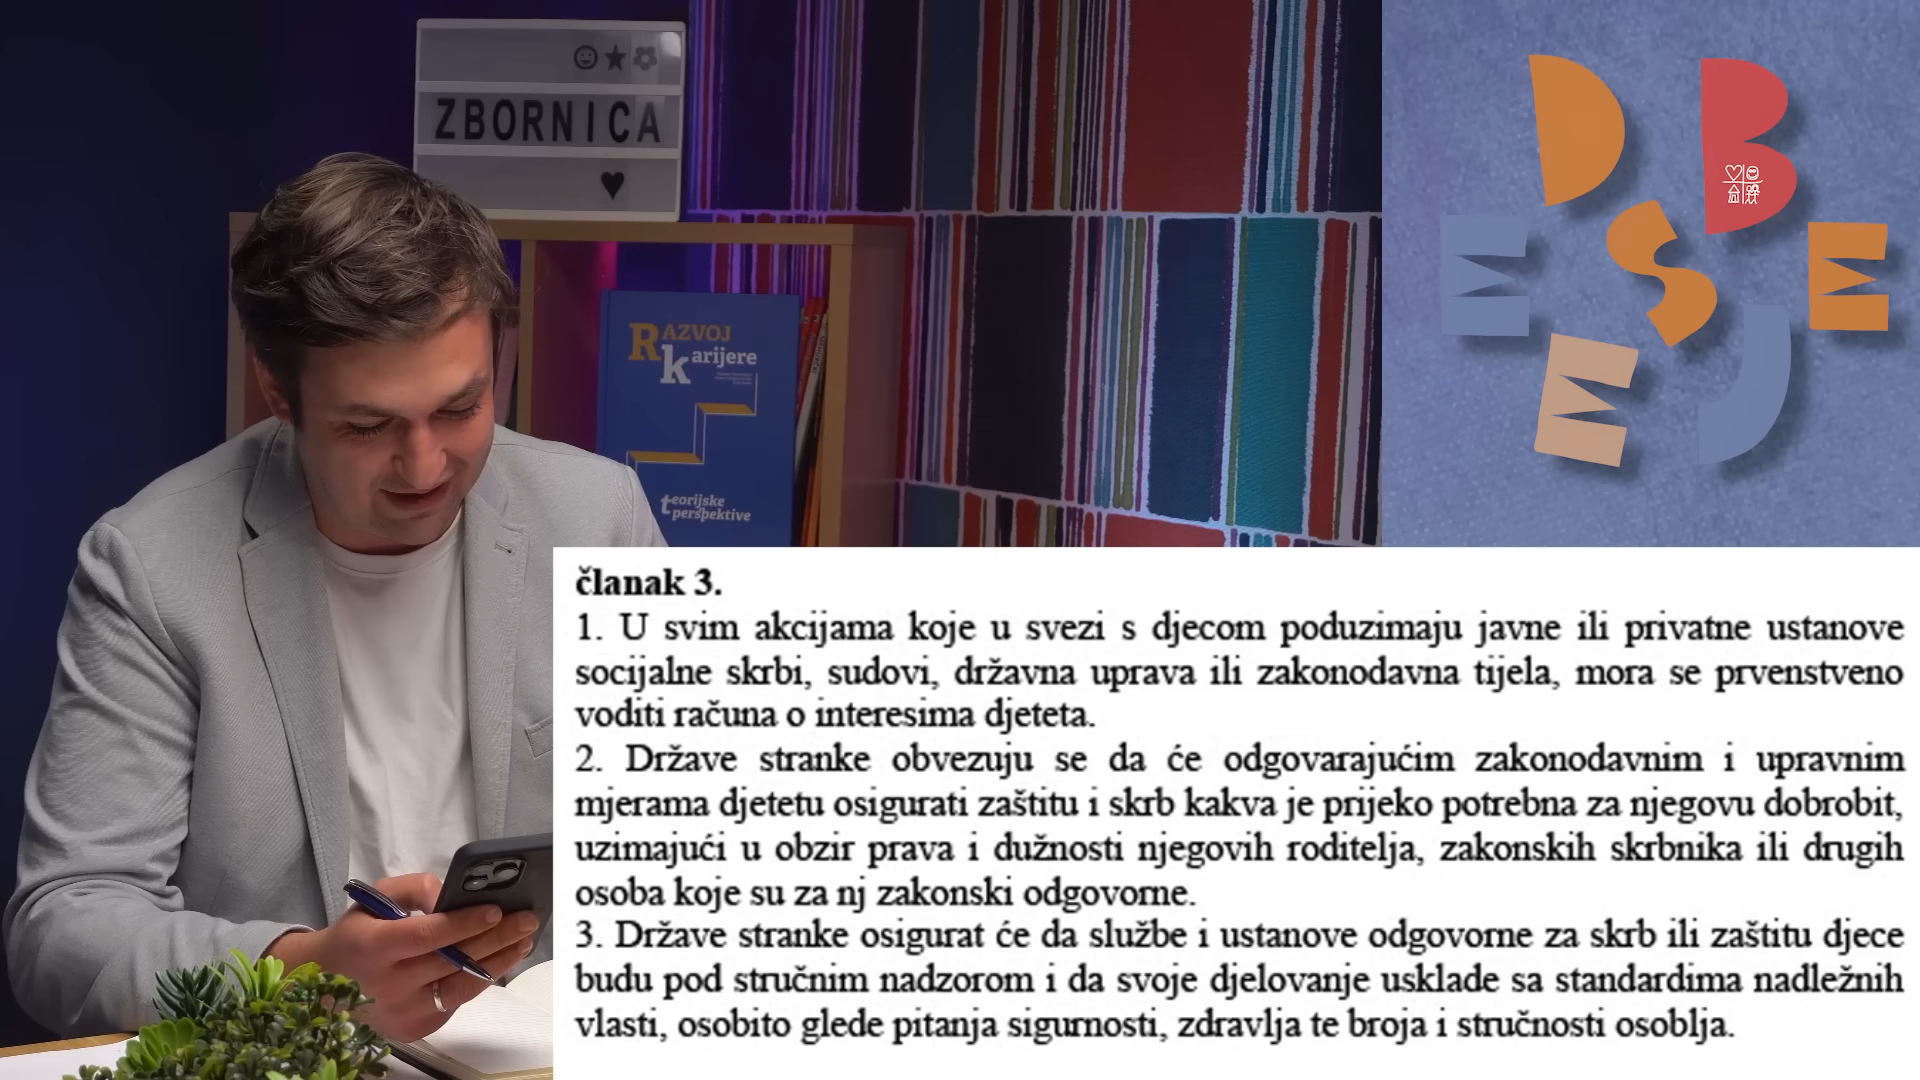 ZBORNICA
RAZVOJ
karijere
teorijske
perspektive
D B
E S E
E J
članak 3.
1. U svim akcijama koje u svezi s djecom poduzimaju javne ili privatne ustanove
socijalne skrbi, sudovi, državna uprava ili zakonodavna tijela, mora se prvenstveno
voditi računa o interesima djeteta.
2. Države stranke obvezuju se da će odgovarajućim zakonodavnim i upravnim
mjerama djetetu osigurati zaštitu i skrb kakva je prijeko potrebna za njegovu dobrobit,
uzimajući u obzir prava i dužnosti njegovih roditelja, zakonskih skrbnika ili drugih
osoba koje su za nj zakonski odgovorne.
3. Države stranke osigurat će da službe i ustanove odgovorne za skrb ili zaštitu djece
budu pod stručnim nadzorom i da svoje djelovanje usklade sa standardima nadležnih
vlasti, osobito glede pitanja sigurnosti, zdravlja te broja i stručnosti osoblja.